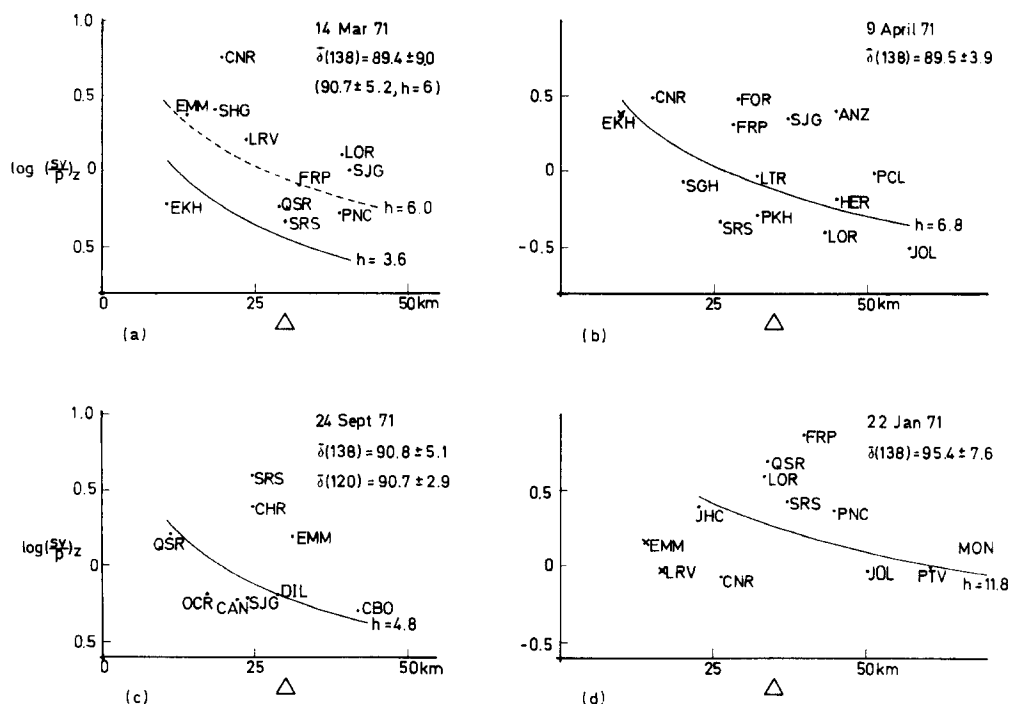 1.0
0.5
0
0.5
log (SV/P)z
14 Mar 71
δ̄(138) = 89.4 ± 9.0
(90.7 ± 5.2, h = 6)
CNR
EMM
SHG
LRV
LOR
FRP
SJG
EKH
QSR
SRS
PNC
h = 6.0
h = 3.6
0
25
50 km
△
(a)
9 April 71
δ̄(138) = 89.5 ± 3.9
0.5
0
-0.5
CNR
FOR
EKH
FRP
SJG
ANZ
SGH
LTR
PCL
SRS
PKH
HER
LOR
h = 6.8
JOL
0
25
50 km
△
(b)
1.0
0.5
0
0.5
log (SV/P)z
24 Sept 71
δ̄(138) = 90.8 ± 5.1
δ̄(120) = 90.7 ± 2.9
SRS
CHR
QSR
EMM
OCR
CAN
SJG
DIL
CBO
h = 4.8
25
50 km
△
(c)
1.0
0.5
0
-0.5
22 Jan 71
δ̄(138) = 95.4 ± 7.6
FRP
QSR
LOR
JHC
SRS
PNC
EMM
LRV
CNR
JOL
PTV
MON
h = 11.8
25
50 km
△
(d)